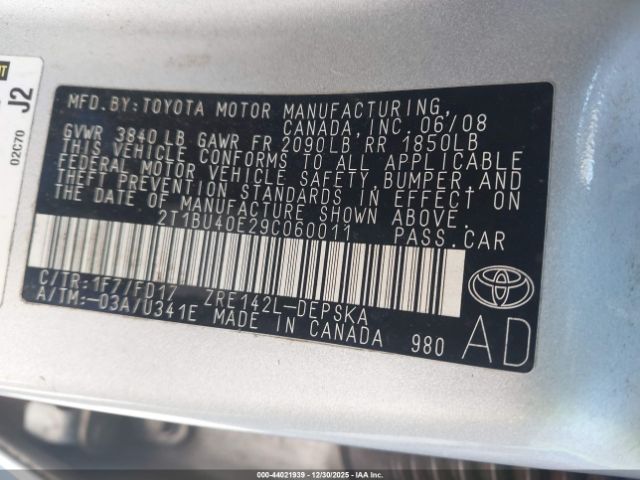 J2
02C70
MFD.BY:TOYOTA MOTOR MANUFACTURING
CANADA,INC. 06/08
GVWR 3840 LB GAWR FR 2090LB RR 1850LB
THIS VEHICLE CONFORMS TO ALL APPLICABLE
FEDERAL MOTOR VEHICLE SAFETY,BUMPER,AND
THEFT PREVENTION STANDARDS IN EFFECT ON
THE DATE OF MANUFACTURE SHOWN ABOVE.
2T1BU40E29C060011 PASS.CAR
C/TR:1F7/FD17 ZRE142L-DEPSKA
A/TM:-03A/U341E MADE IN CANADA 980
AD
000-44021939 - 12/30/2025 - IAA Inc.